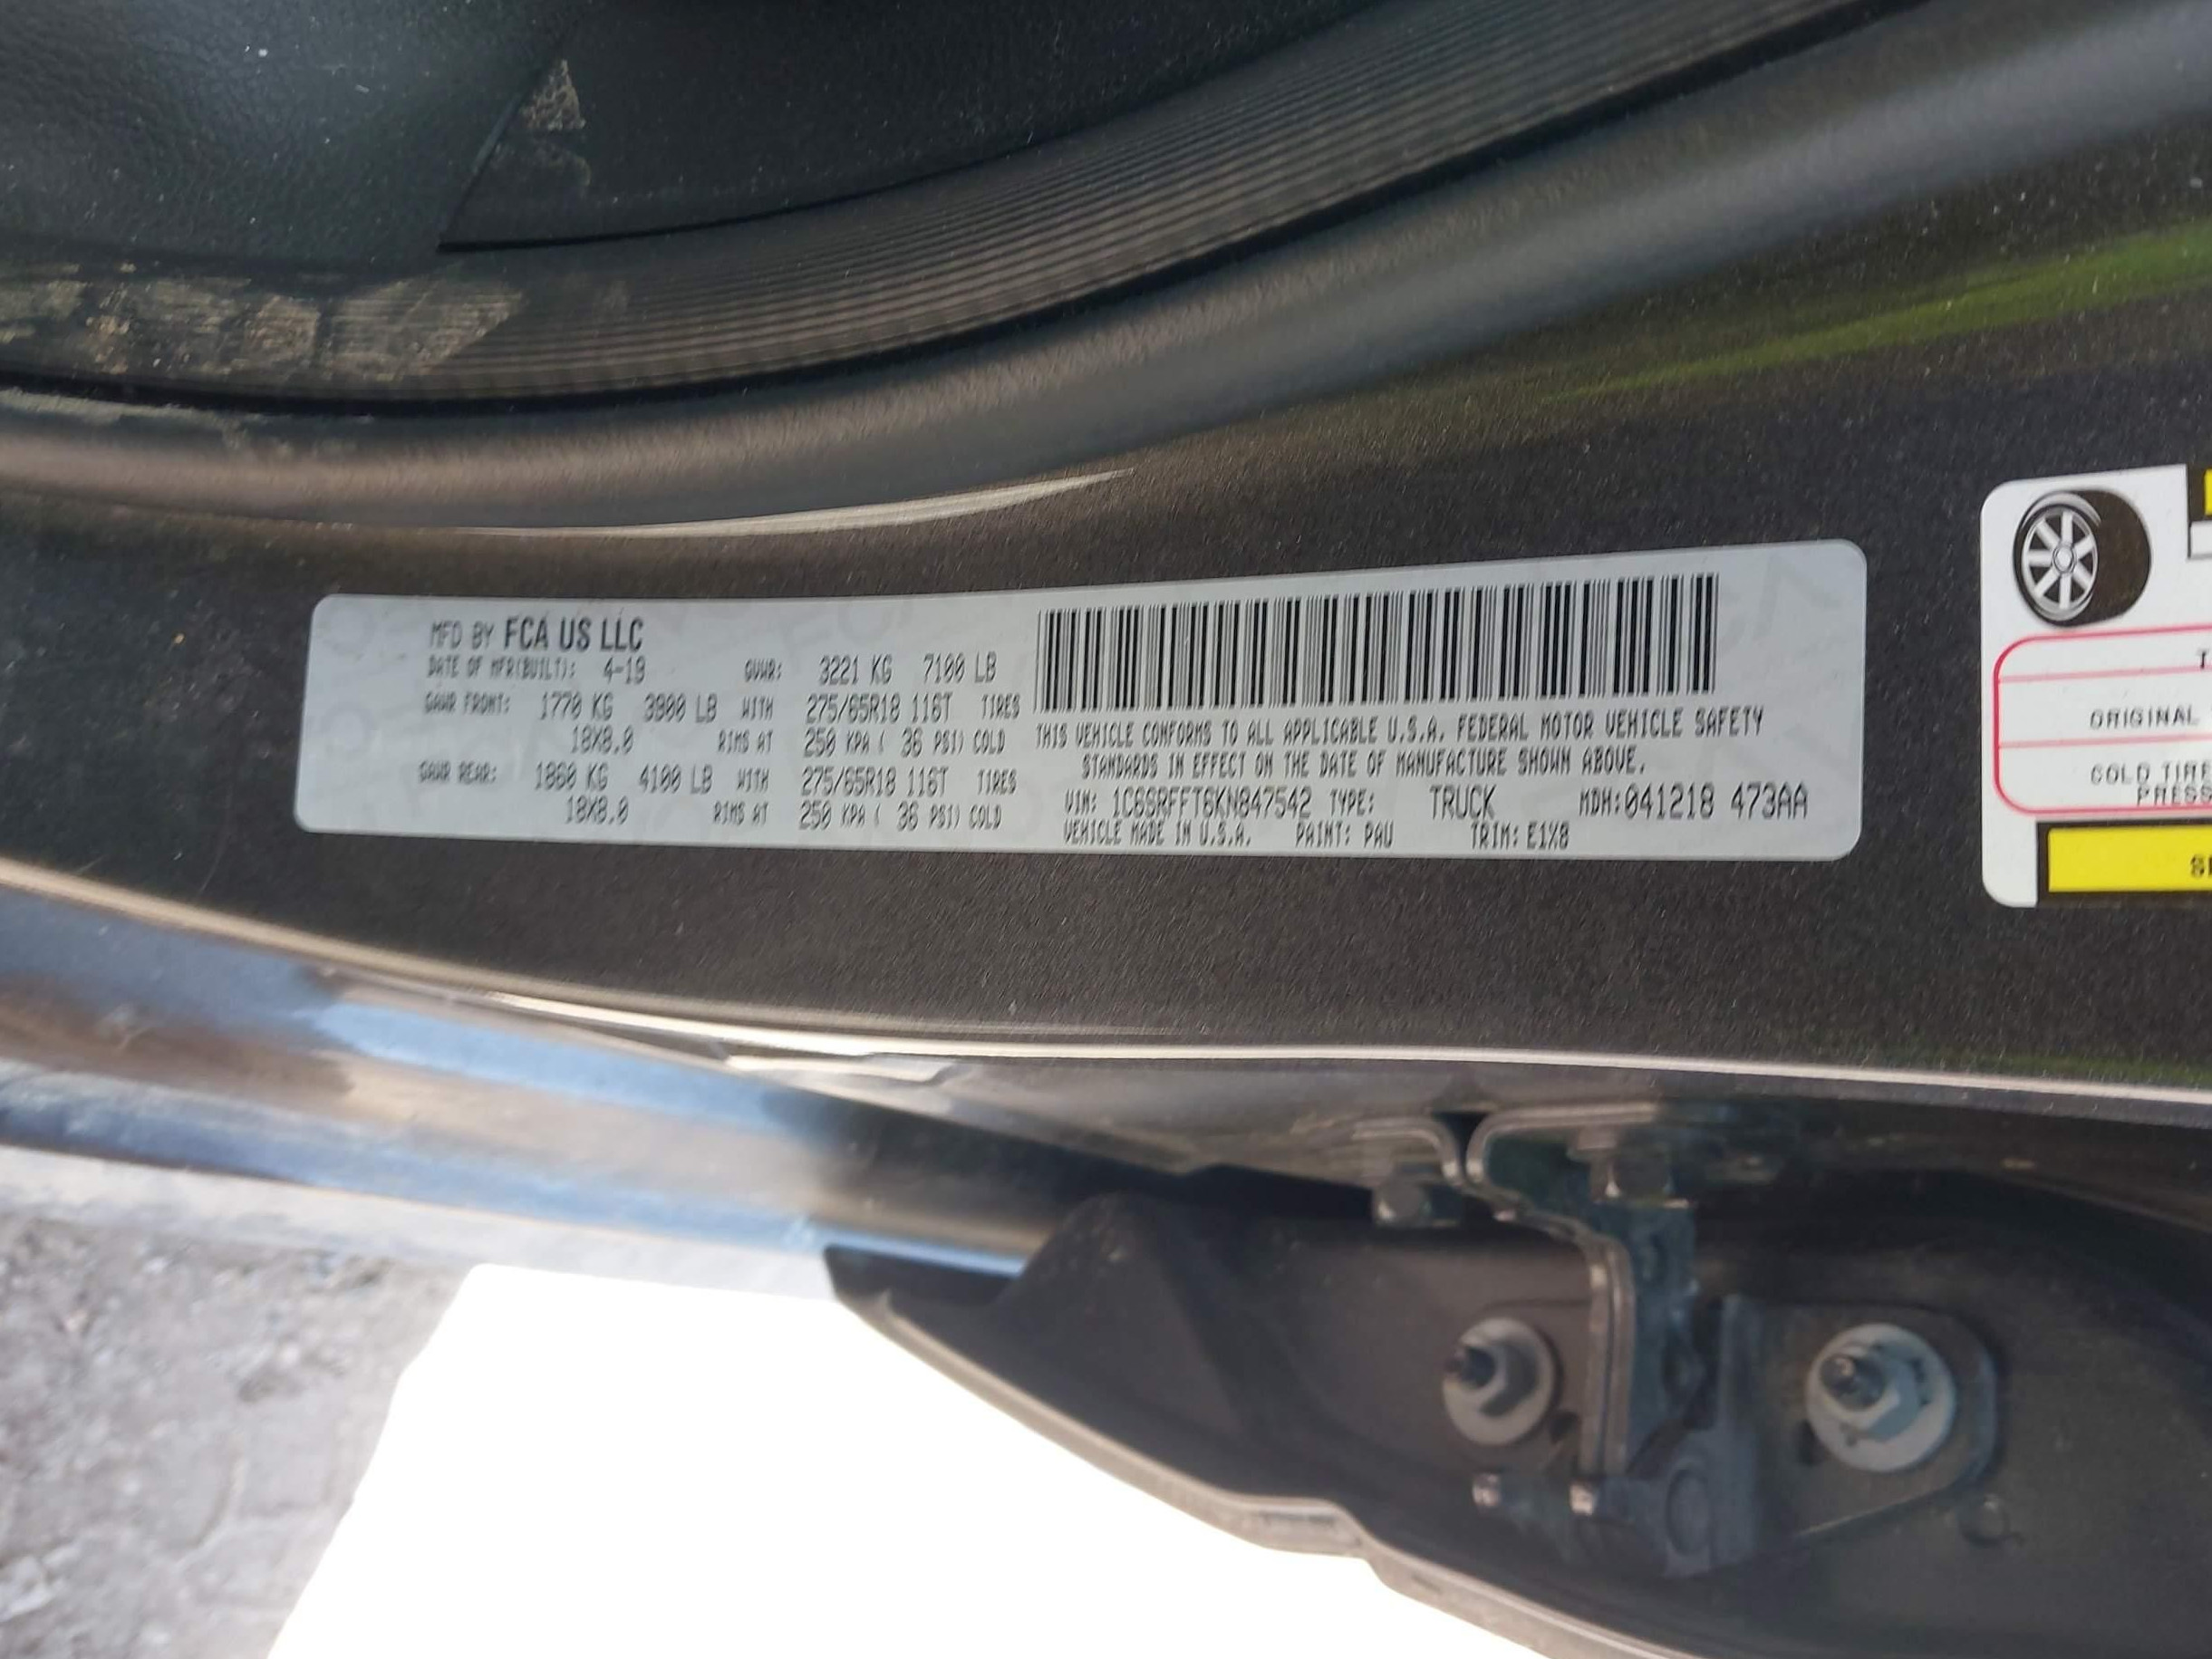 MFD BY FCA US LLC
DATE OF MFR(BUILT): 4-19 GVWR: 3221 KG 7100 LB
GAWR FRONT: 1770 KG 3900 LB WITH 275/65R18 116T TIRES
18X8.0 RIMS AT 250 KPA ( 36 PSI) COLD
GAWR REAR: 1860 KG 4100 LB WITH 275/65R18 116T TIRES
18X8.0 RIMS AT 250 KPA ( 36 PSI) COLD
THIS VEHICLE CONFORMS TO ALL APPLICABLE U.S.A. FEDERAL MOTOR VEHICLE SAFETY
STANDARDS IN EFFECT ON THE DATE OF MANUFACTURE SHOWN ABOVE.
VIN: 1C6SRFFT6KN847542 TYPE: TRUCK MDH:041218 473AA
VEHICLE MADE IN U.S.A. PAINT: PAU TRIM: E1X8
ORIGINAL
COLD TIRE
PRESS